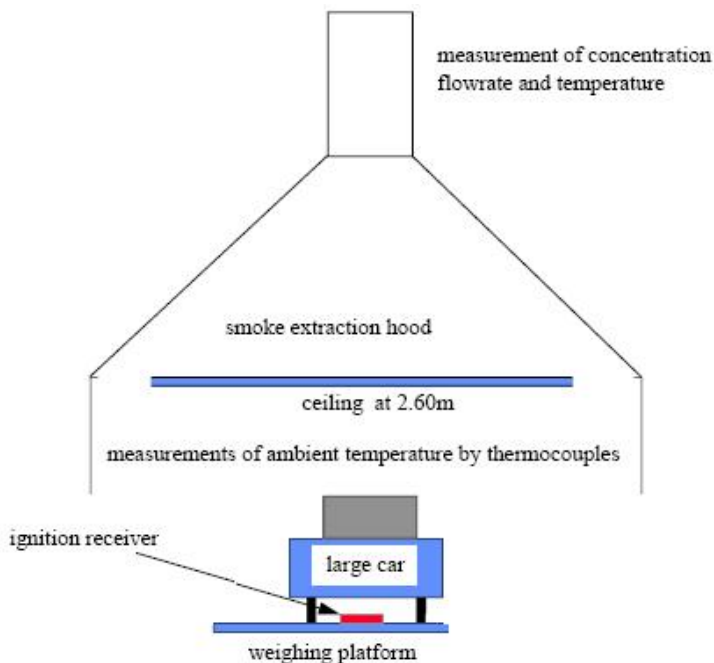 measurement of concentration
flowrate and temperature
smoke extraction hood
ceiling at 2.60m
measurements of ambient temperature by thermocouples
ignition receiver
large car
weighing platform